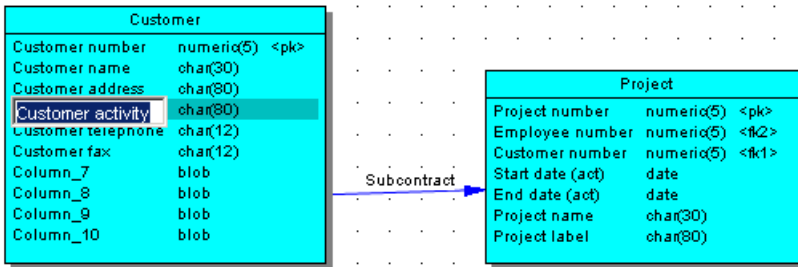 Customer
Customer number numeric(5) <pk>
Customer name char(30)
Customer address char(80)
Customer activity char(80)
Customer telephone char(12)
Customer fax char(12)
Column_7 blob
Column_8 blob
Column_9 blob
Column_10 blob
Subcontract
Project
Project number numeric(5) <pk>
Employee number numeric(5) <fk2>
Customer number numeric(5) <fk1>
Start date (act) date
End date (act) date
Project name char(30)
Project label char(80)